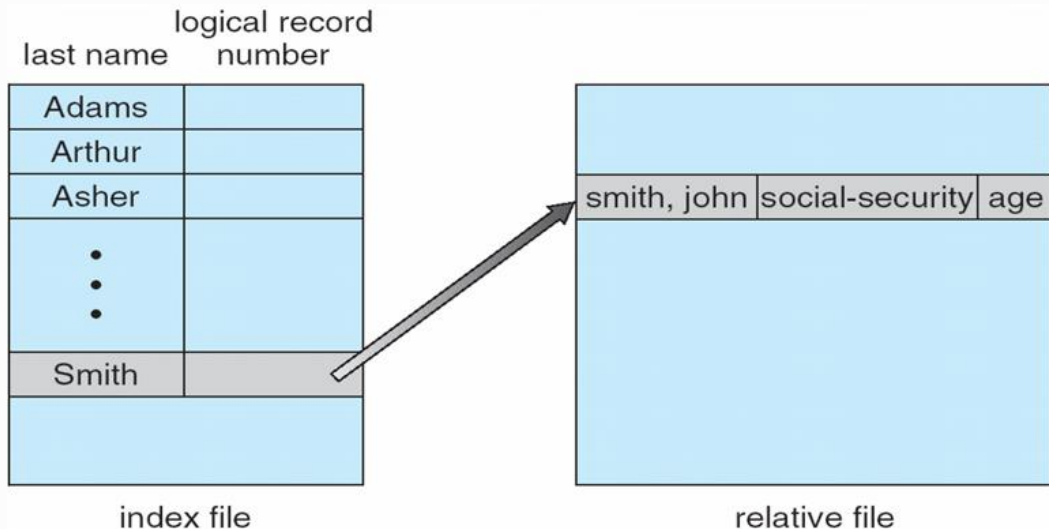 logical record
last name number
Adams
Arthur
Asher
Smith
index file
smith, john social-security age
relative file